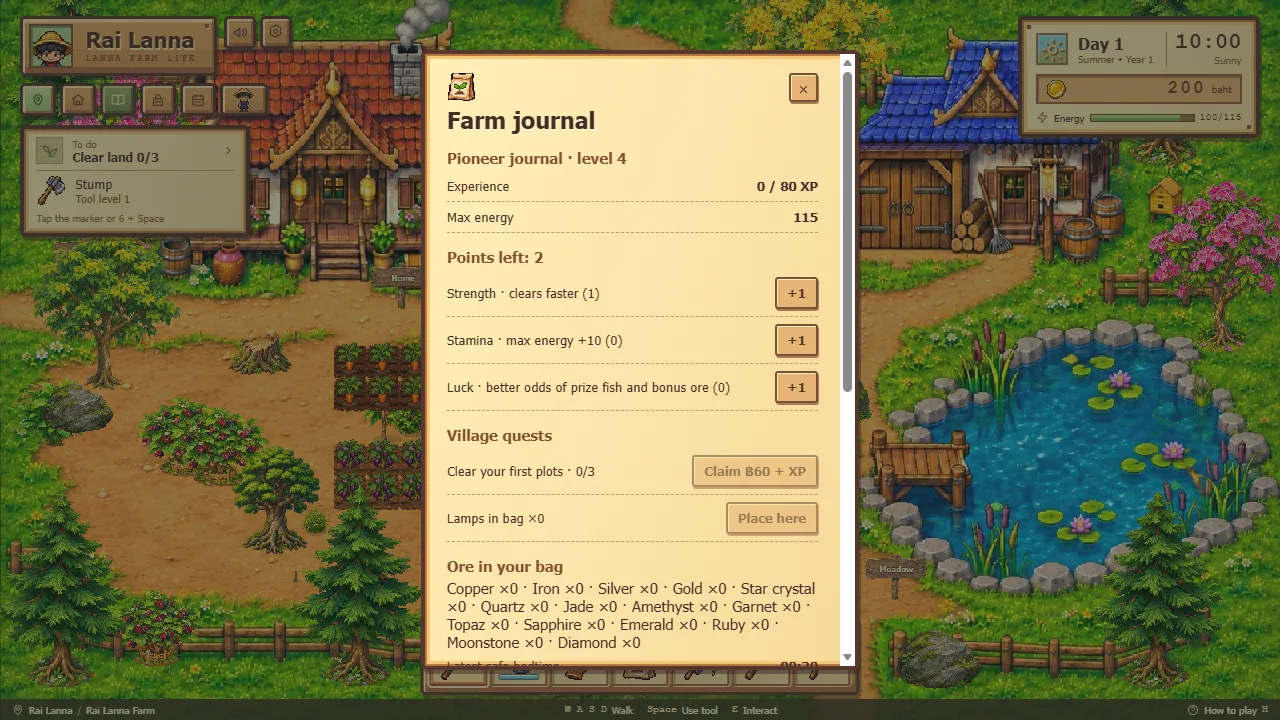 Rai Lanna
LANNA FARM LIFE
To do
Clear land 0/3
Stump
Tool level 1
Tap the marker or 6 + Space
Home
Farm journal
×
Pioneer journal · level 4
Experience 0 / 80 XP
Max energy 115
Points left: 2
Strength · clears faster (1) +1
Stamina · max energy +10 (0) +1
Luck · better odds of prize fish and bonus ore (0) +1
Village quests
Clear your first plots · 0/3 Claim ฿60 + XP
Lamps in bag ×0 Place here
Ore in your bag
Copper ×0 · Iron ×0 · Silver ×0 · Gold ×0 · Star crystal
×0 · Quartz ×0 · Jade ×0 · Amethyst ×0 · Garnet ×0 ·
Topaz ×0 · Sapphire ×0 · Emerald ×0 · Ruby ×0 ·
Moonstone ×0 · Diamond ×0
Latest safe bedtime
Day 1
Summer • Year 1
10:00
Sunny
200 baht
Energy 100/115
Meadow
Rai Lanna / Rai Lanna Farm
W A S D Walk Space Use tool E Interact
How to play H